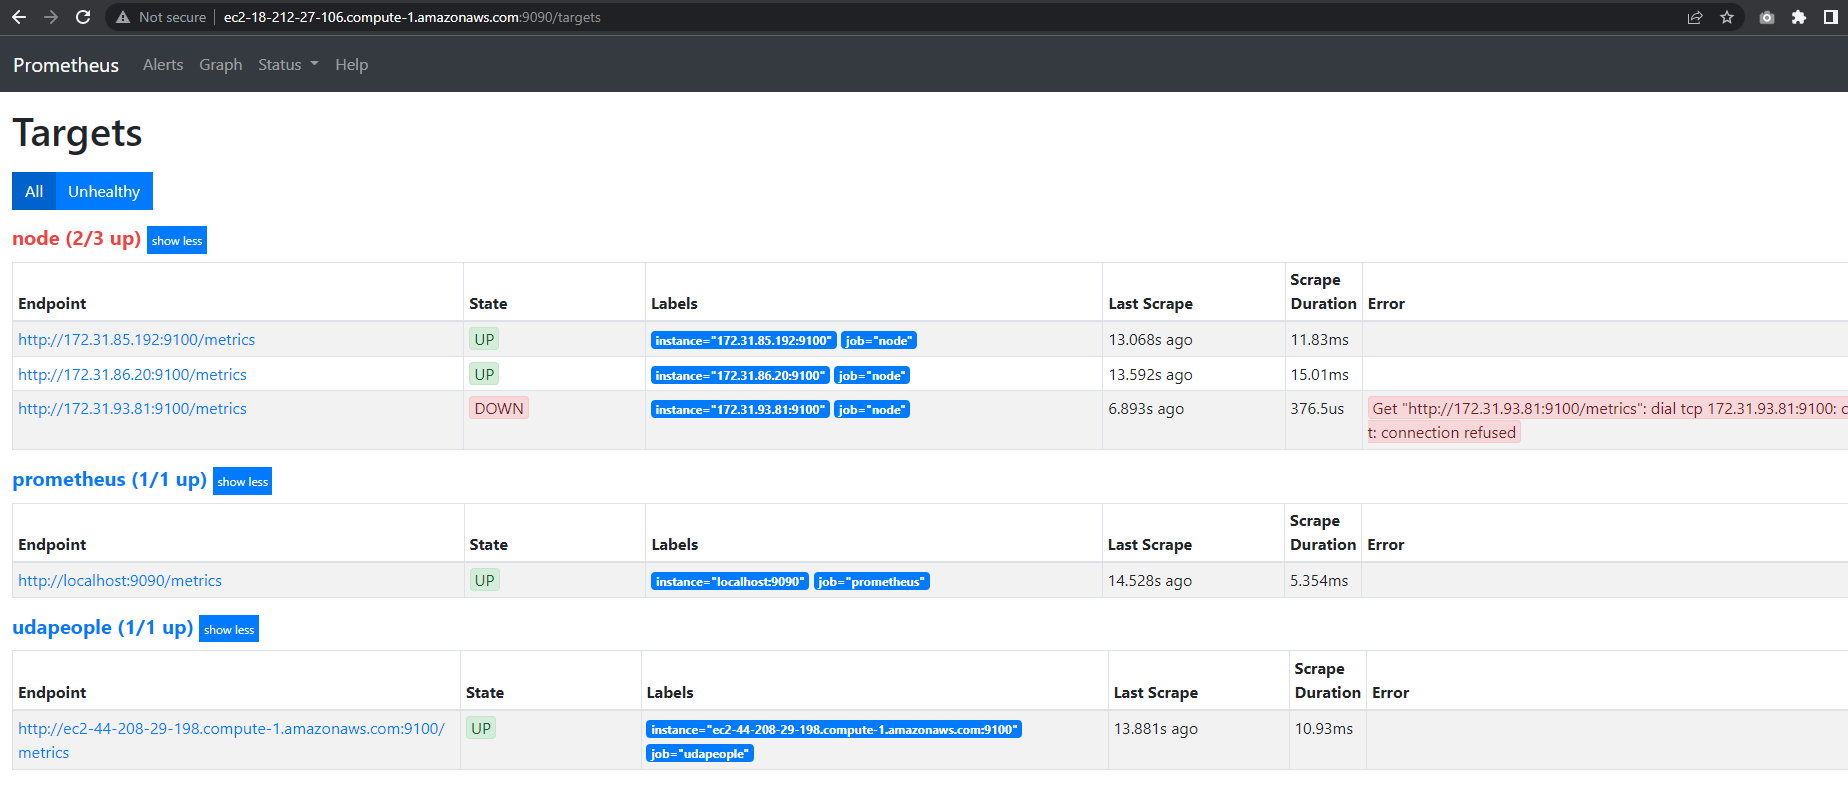 Not secure | ec2-18-212-27-106.compute-1.amazonaws.com:9090/targets
Prometheus Alerts Graph Status Help
Targets
All Unhealthy
node (2/3 up) show less
Endpoint State Labels Last Scrape Scrape Duration Error
http://172.31.85.192:9100/metrics UP instance="172.31.85.192:9100" job="node" 13.068s ago 11.83ms
http://172.31.86.20:9100/metrics UP instance="172.31.86.20:9100" job="node" 13.592s ago 15.01ms
http://172.31.93.81:9100/metrics DOWN instance="172.31.93.81:9100" job="node" 6.893s ago 376.5us Get "http://172.31.93.81:9100/metrics": dial tcp 172.31.93.81:9100: c
t: connection refused
prometheus (1/1 up) show less
Endpoint State Labels Last Scrape Scrape Duration Error
http://localhost:9090/metrics UP instance="localhost:9090" job="prometheus" 14.528s ago 5.354ms
udapeople (1/1 up) show less
Endpoint State Labels Last Scrape Scrape Duration Error
http://ec2-44-208-29-198.compute-1.amazonaws.com:9100/ UP instance="ec2-44-208-29-198.compute-1.amazonaws.com:9100" 13.881s ago 10.93ms
metrics job="udapeople"